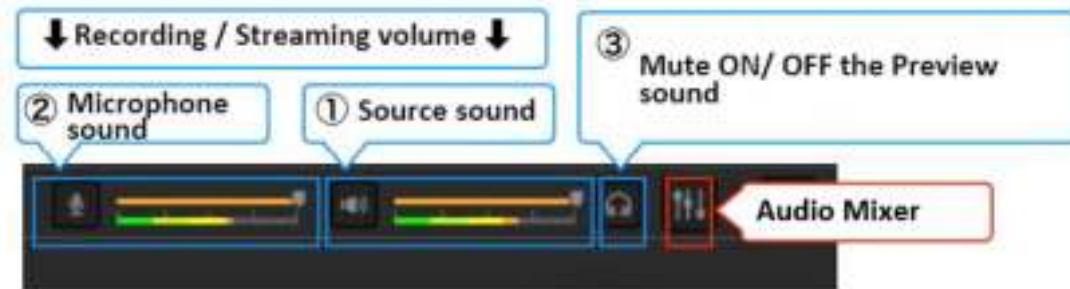 ⬇ Recording / Streaming volume ⬇
③
Mute ON/ OFF the Preview
sound
② Microphone
sound
① Source sound
Audio Mixer